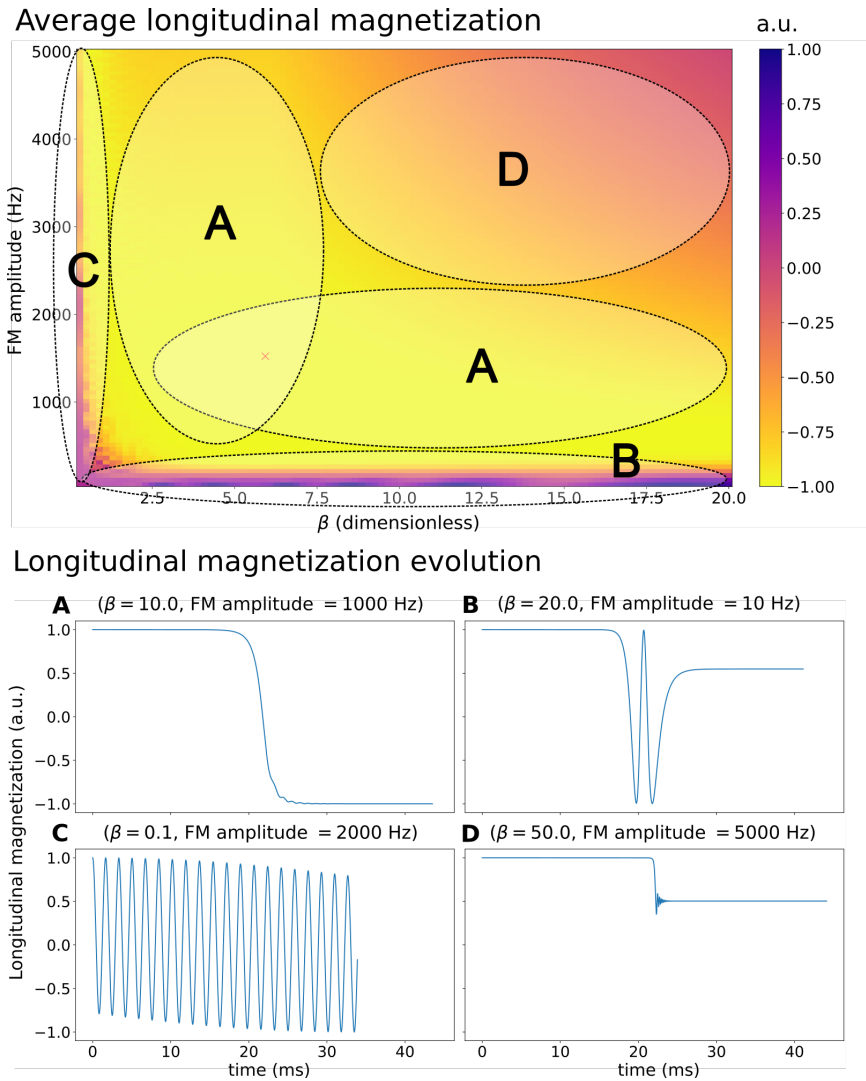 Average longitudinal magnetization
a.u.
FM amplitude (Hz)
5000
4000
3000
2000
1000
2.5 5.0 7.5 10.0 12.5 15.0 17.5 20.0
β (dimensionless)
C
A
D
A
B
1.00
0.75
0.50
0.25
0.00
−0.25
−0.50
−0.75
−1.00
Longitudinal magnetization evolution
Longitudinal magnetization (a.u.)
A (β = 10.0, FM amplitude = 1000 Hz)
1.0
0.5
0.0
−0.5
−1.0
B (β = 20.0, FM amplitude = 10 Hz)
C (β = 0.1, FM amplitude = 2000 Hz)
1.0
0.5
0.0
−0.5
−1.0
0 10 20 30 40
time (ms)
D (β = 50.0, FM amplitude = 5000 Hz)
0 10 20 30 40
time (ms)